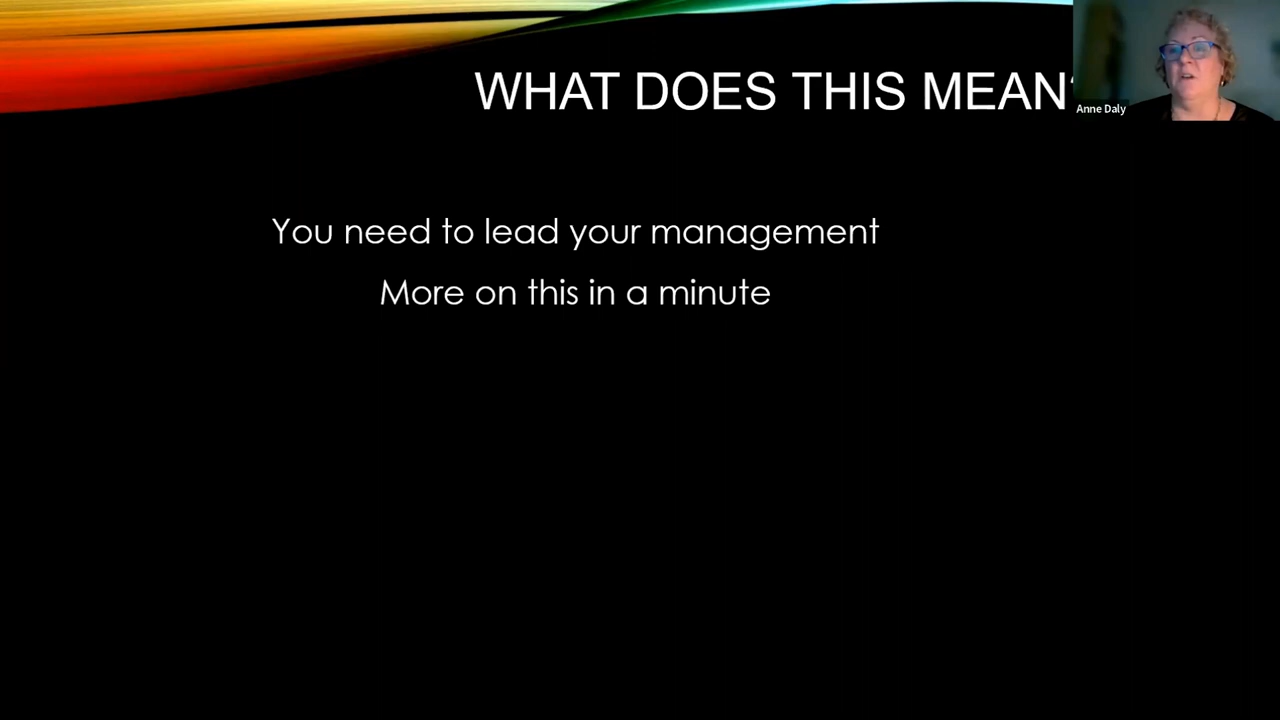 WHAT DOES THIS MEAN?
Anne Daly
You need to lead your management
More on this in a minute